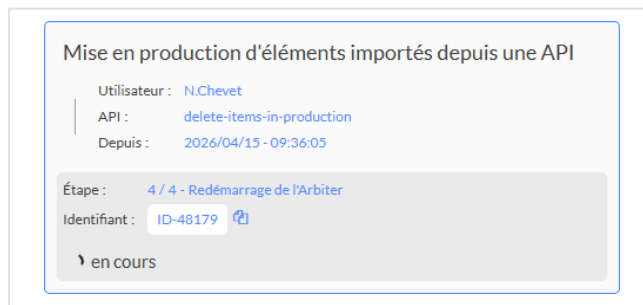 Mise en production d'éléments importés depuis une API
Utilisateur : N.Chevet
API : delete-items-in-production
Depuis : 2026/04/15 - 09:36:05
Étape : 4 / 4 - Redémarrage de l'Arbiter
Identifiant : ID-48179
en cours